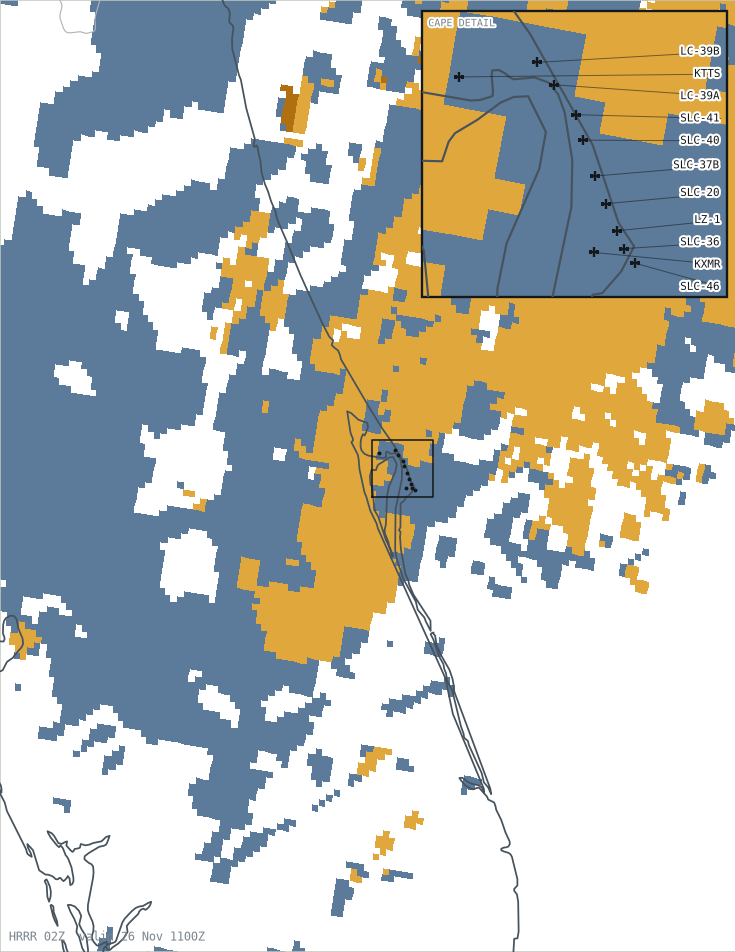 CAPE DETAIL
LC-39B
KTTS
LC-39A
SLC-41
SLC-40
SLC-37B
SLC-20
LZ-1
SLC-36
KXMR
SLC-46
HRRR 02Z valid 26 Nov 1100Z